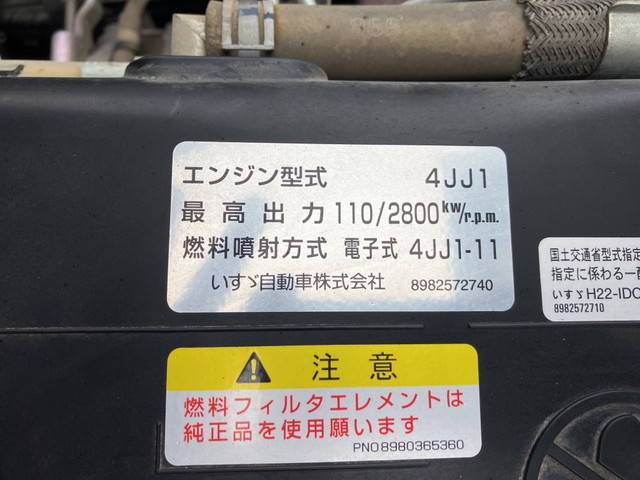 エンジン型式 4JJ1
最高出力 110/2800kW/r.p.m.
燃料噴射方式 電子式 4JJ1-11
いすゞ自動車株式会社 8982572740
国土交通省型式指定
指定に係わる一
いすゞH22-IDC
8982572710
注意
燃料フィルタエレメントは
純正品を使用願います
PNO.8980365360